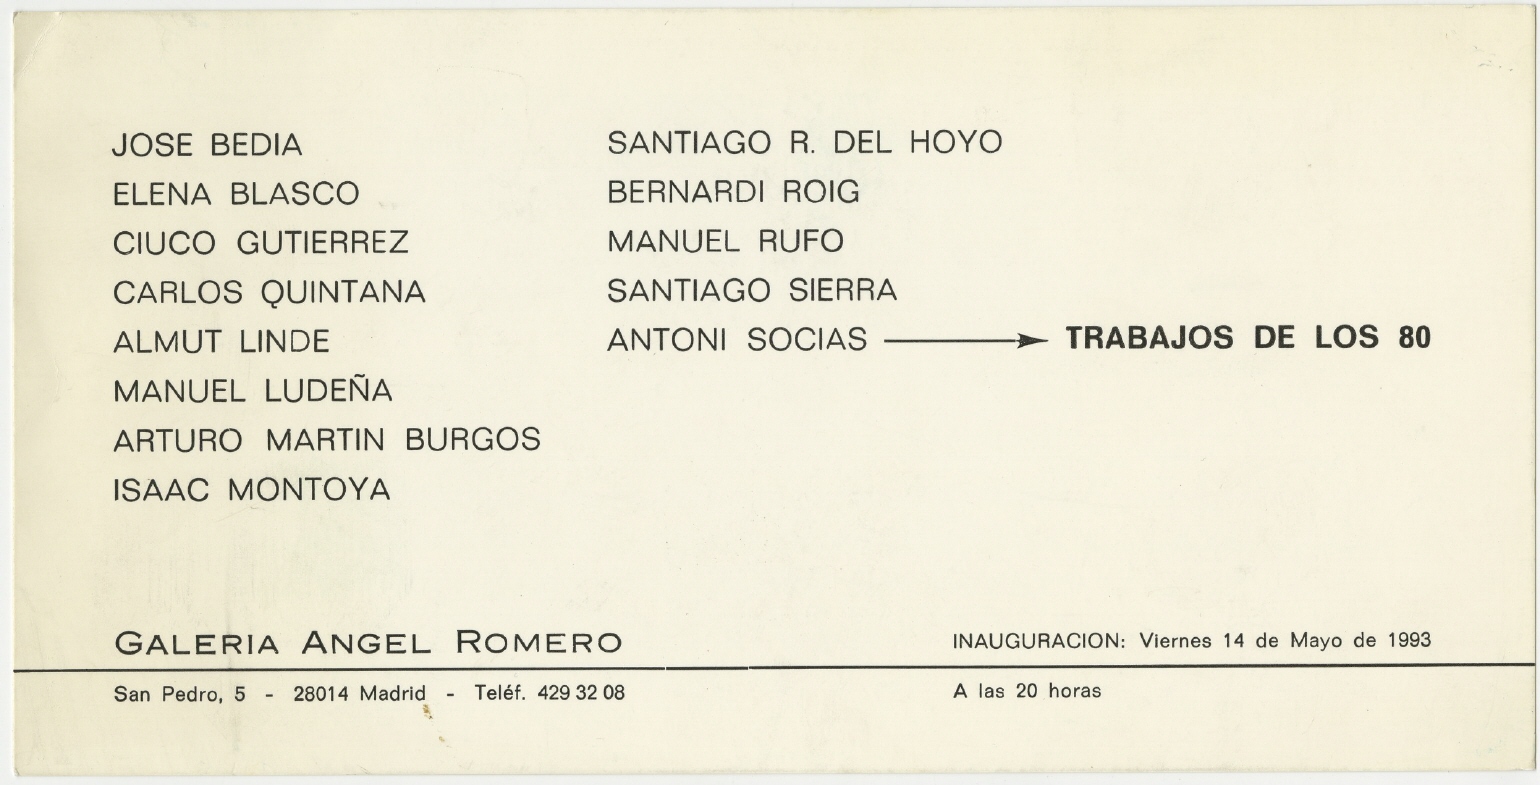 JOSE BEDIA
ELENA BLASCO
CIUCO GUTIERREZ
CARLOS QUINTANA
ALMUT LINDE
MANUEL LUDEÑA
ARTURO MARTIN BURGOS
ISAAC MONTOYA
SANTIAGO R. DEL HOYO
BERNARDI ROIG
MANUEL RUFO
SANTIAGO SIERRA
ANTONI SOCIAS → TRABAJOS DE LOS 80
GALERIA ANGEL ROMERO
San Pedro, 5 - 28014 Madrid - Teléf. 429 32 08
INAUGURACION: Viernes 14 de Mayo de 1993
A las 20 horas